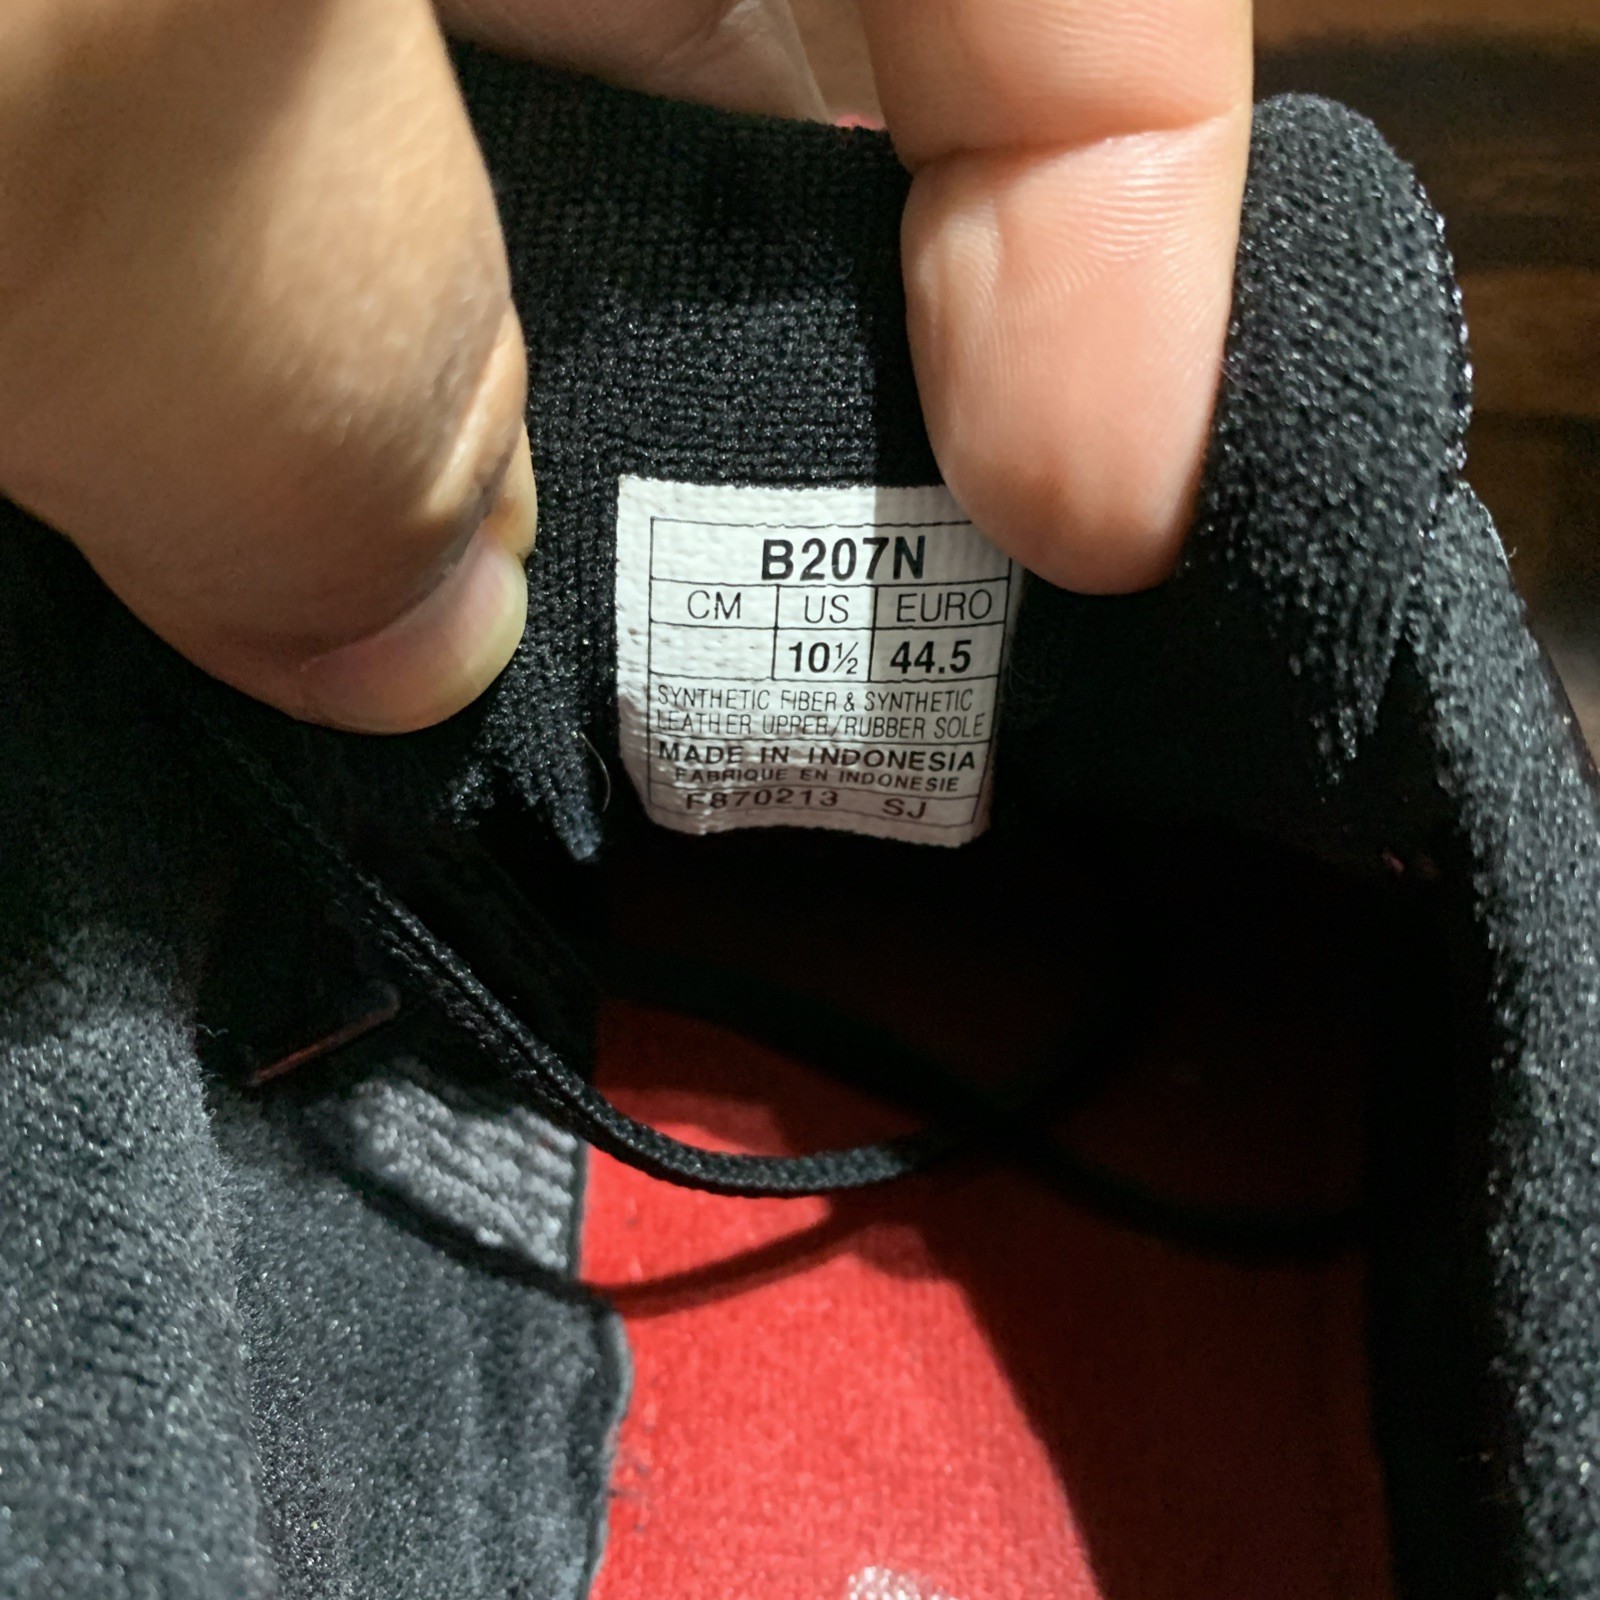 B207N
CM US EURO
10½ 44.5
SYNTHETIC FIBER & SYNTHETIC
LEATHER UPPER/RUBBER SOLE
MADE IN INDONESIA
FABRIQUE EN INDONESIE
F870213 SJ